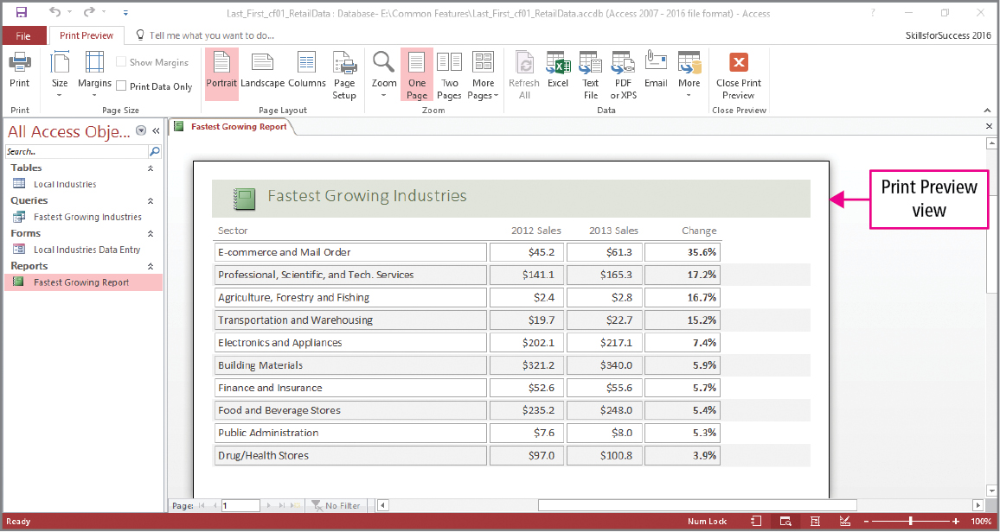 Last_First_cf01_RetailData : Database- E:\Common Features\Last_First_cf01_RetailData.accdb (Access 2007 - 2016 file format) - Access
File Print Preview Tell me what you want to do... SkillsforSuccess 2016
Print Size Margins Show Margins Print Data Only Portrait Landscape Columns Page Setup Zoom One Page Two Pages More Pages Refresh All Excel Text File PDF or XPS Email More Close Print Preview
Print Page Size Page Layout Zoom Data Close Preview
All Access Obje...
Search..
Tables
Local Industries
Queries
Fastest Growing Industries
Forms
Local Industries Data Entry
Reports
Fastest Growing Report
Fastest Growing Report
Fastest Growing Industries
Sector 2012 Sales 2013 Sales Change
E-commerce and Mail Order $45.2 $61.3 35.6%
Professional, Scientific, and Tech. Services $141.1 $165.3 17.2%
Agriculture, Forestry and Fishing $2.4 $2.8 16.7%
Transportation and Warehousing $19.7 $22.7 15.2%
Electronics and Appliances $202.1 $217.1 7.4%
Building Materials $321.2 $340.0 5.9%
Finance and Insurance $52.6 $55.6 5.7%
Food and Beverage Stores $235.2 $248.0 5.4%
Public Administration $7.6 $8.0 5.3%
Drug/Health Stores $97.0 $100.8 3.9%
Print Preview
view
Page: 1 No Filter
Ready Num Lock 100%